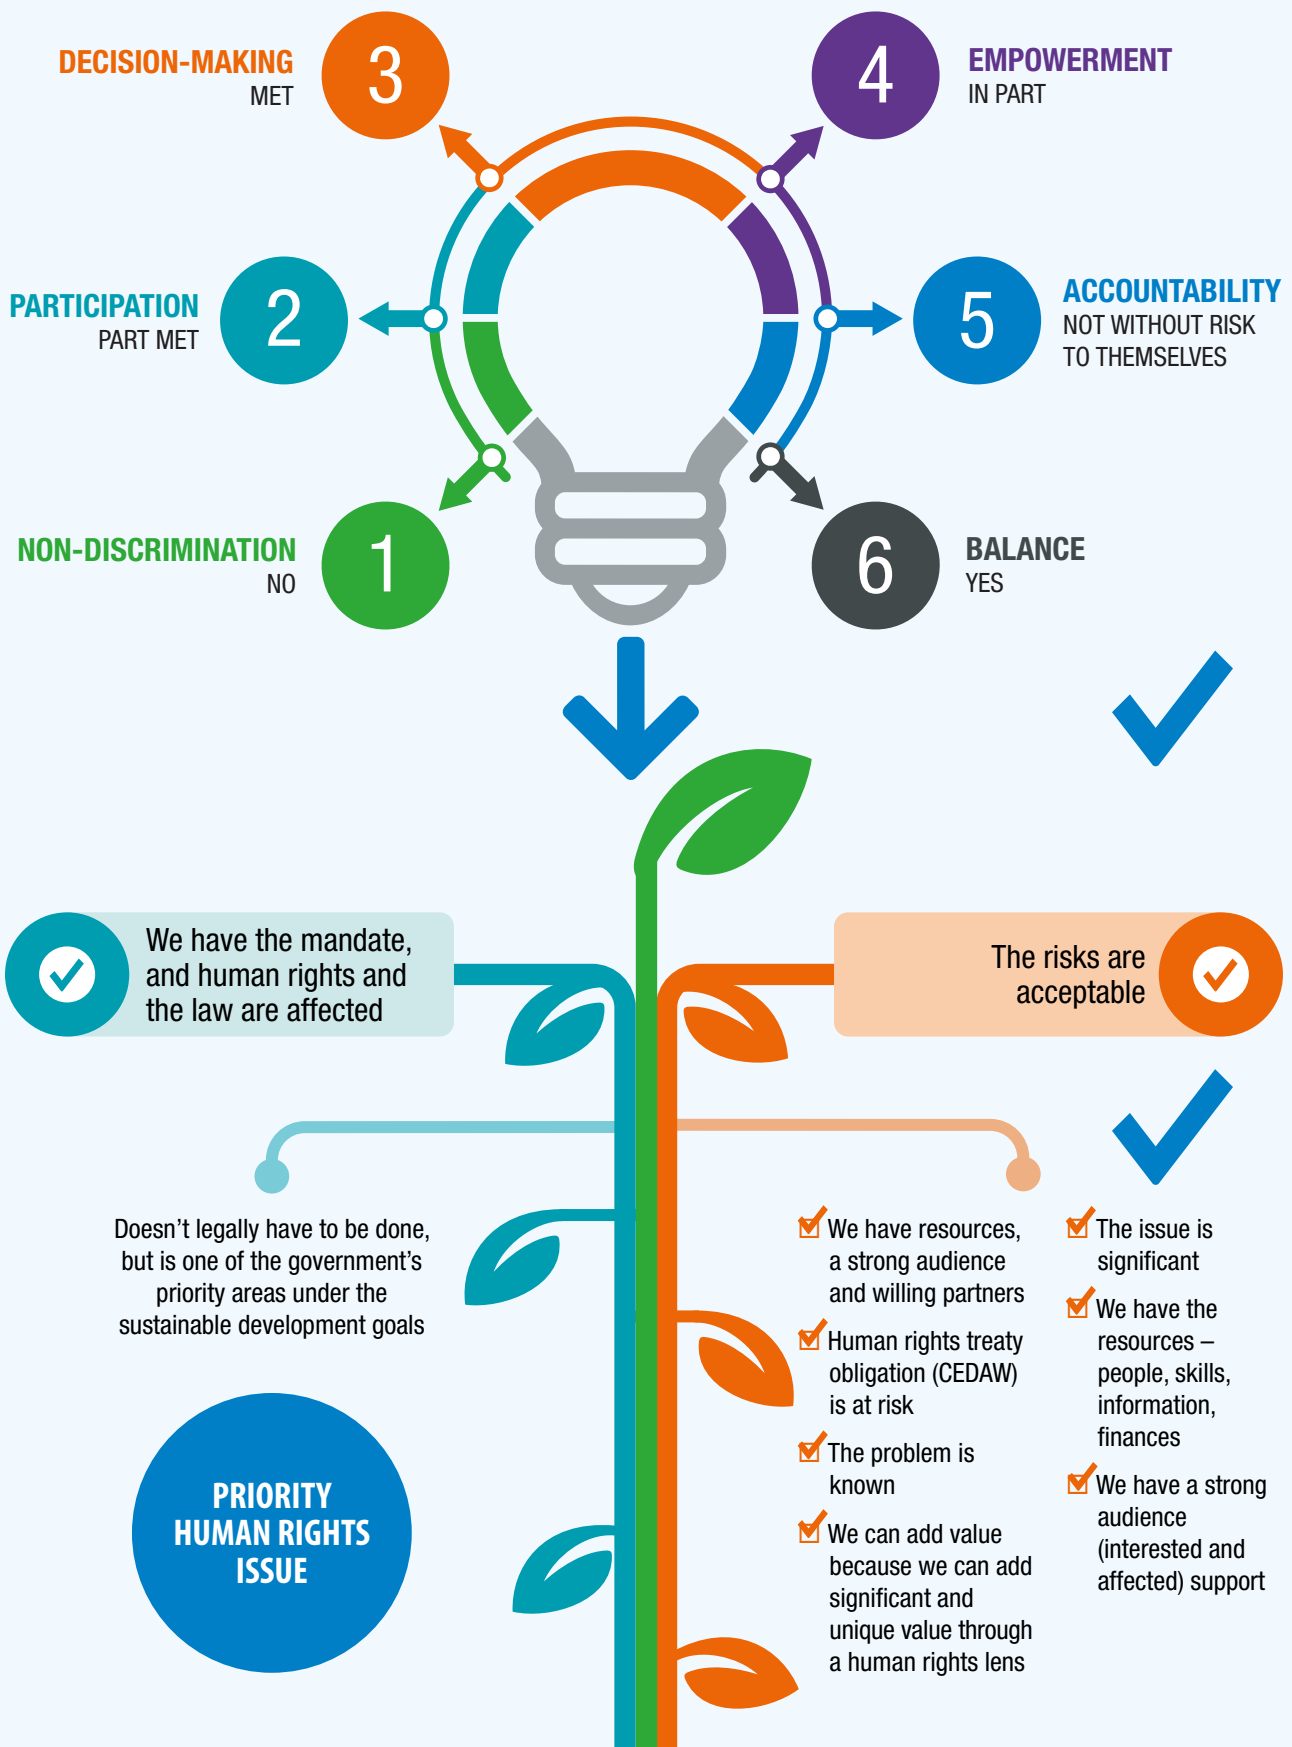 DECISION-MAKING
MET
3
4
EMPOWERMENT
IN PART
PARTICIPATION
PART MET
2
5
ACCOUNTABILITY
NOT WITHOUT RISK
TO THEMSELVES
NON-DISCRIMINATION
NO
1
6
BALANCE
YES
We have the mandate,
and human rights and
the law are affected
The risks are
acceptable
Doesn’t legally have to be done,
but is one of the government’s
priority areas under the
sustainable development goals
PRIORITY
HUMAN RIGHTS
ISSUE
We have resources,
a strong audience
and willing partners
Human rights treaty
obligation (CEDAW)
is at risk
The problem is
known
We can add value
because we can add
significant and
unique value through
a human rights lens
The issue is
significant
We have the
resources –
people, skills,
information,
finances
We have a strong
audience
(interested and
affected) support